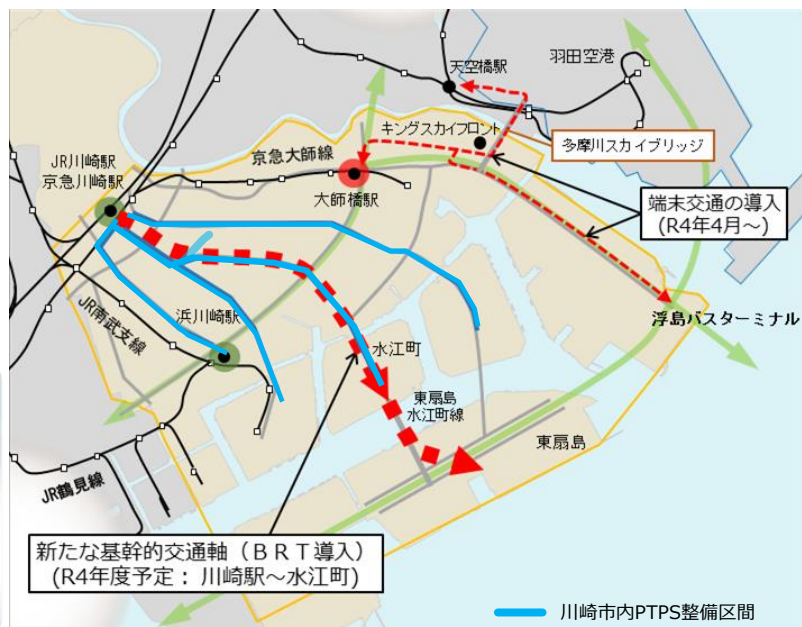 天空橋駅
羽田空港
キングスカイフロント
多摩川スカイブリッジ
JR川崎駅
京急川崎駅
京急大師線
大師橋駅
端末交通の導入
(R4年4月～)
JR南武支線
浜川崎駅
浮島バスターミナル
水江町
東扇島
水江町線
東扇島
JR鶴見線
新たな基幹的交通軸（ＢＲＴ導入）
(R4年度予定： 川崎駅～水江町)
川崎市内PTPS整備区間